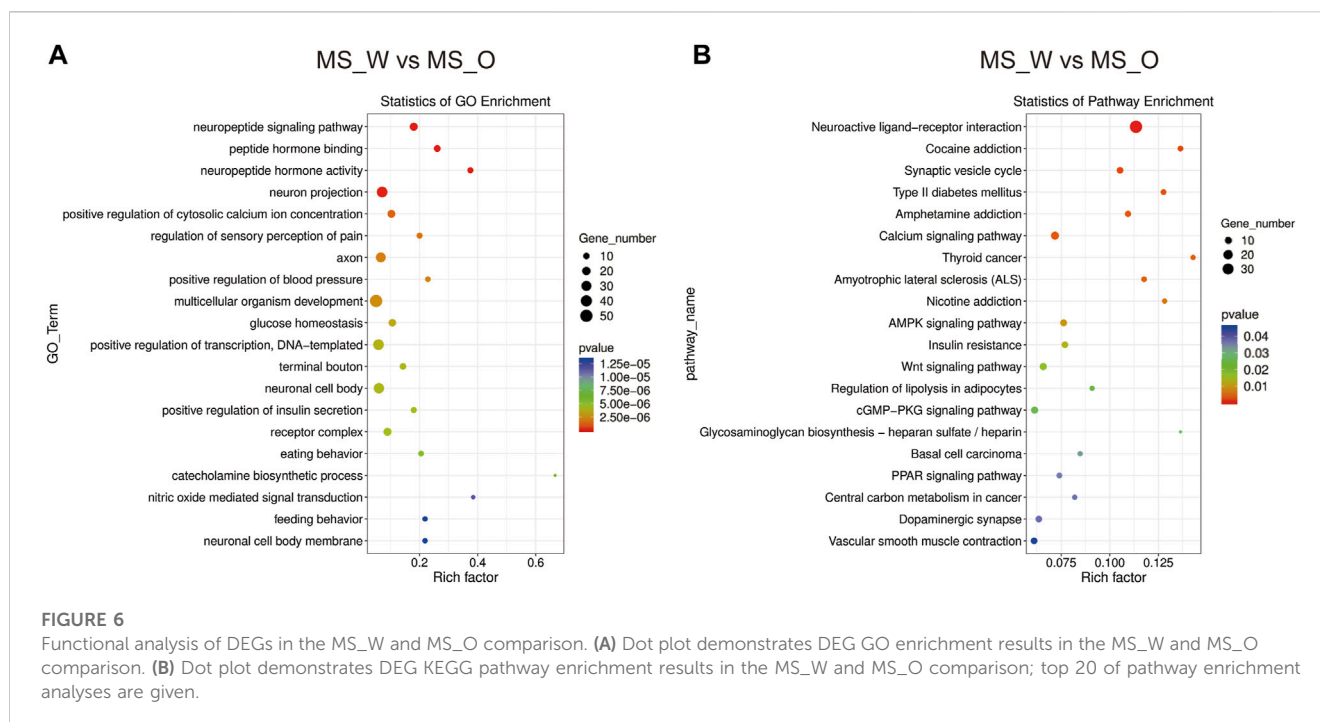 A
MS_W vs MS_O
Statistics of GO Enrichment
GO_Term
neuropeptide signaling pathway
peptide hormone binding
neuropeptide hormone activity
neuron projection
positive regulation of cytosolic calcium ion concentration
regulation of sensory perception of pain
axon
positive regulation of blood pressure
multicellular organism development
glucose homeostasis
positive regulation of transcription, DNA-templated
terminal bouton
neuronal cell body
positive regulation of insulin secretion
receptor complex
eating behavior
catecholamine biosynthetic process
nitric oxide mediated signal transduction
feeding behavior
neuronal cell body membrane
0.2 0.4 0.6
Rich factor
Gene_number
10
20
30
40
50
pvalue
1.25e-05
1.00e-05
7.50e-06
5.00e-06
2.50e-06
B
MS_W vs MS_O
Statistics of Pathway Enrichment
pathway_name
Neuroactive ligand-receptor interaction
Cocaine addiction
Synaptic vesicle cycle
Type II diabetes mellitus
Amphetamine addiction
Calcium signaling pathway
Thyroid cancer
Amyotrophic lateral sclerosis (ALS)
Nicotine addiction
AMPK signaling pathway
Insulin resistance
Wnt signaling pathway
Regulation of lipolysis in adipocytes
cGMP-PKG signaling pathway
Glycosaminoglycan biosynthesis - heparan sulfate / heparin
Basal cell carcinoma
PPAR signaling pathway
Central carbon metabolism in cancer
Dopaminergic synapse
Vascular smooth muscle contraction
0.075 0.100 0.125
Rich factor
Gene_number
10
20
30
pvalue
0.04
0.03
0.02
0.01
FIGURE 6
Functional analysis of DEGs in the MS_W and MS_O comparison. (A) Dot plot demonstrates DEG GO enrichment results in the MS_W and MS_O
comparison. (B) Dot plot demonstrates DEG KEGG pathway enrichment results in the MS_W and MS_O comparison; top 20 of pathway enrichment
analyses are given.